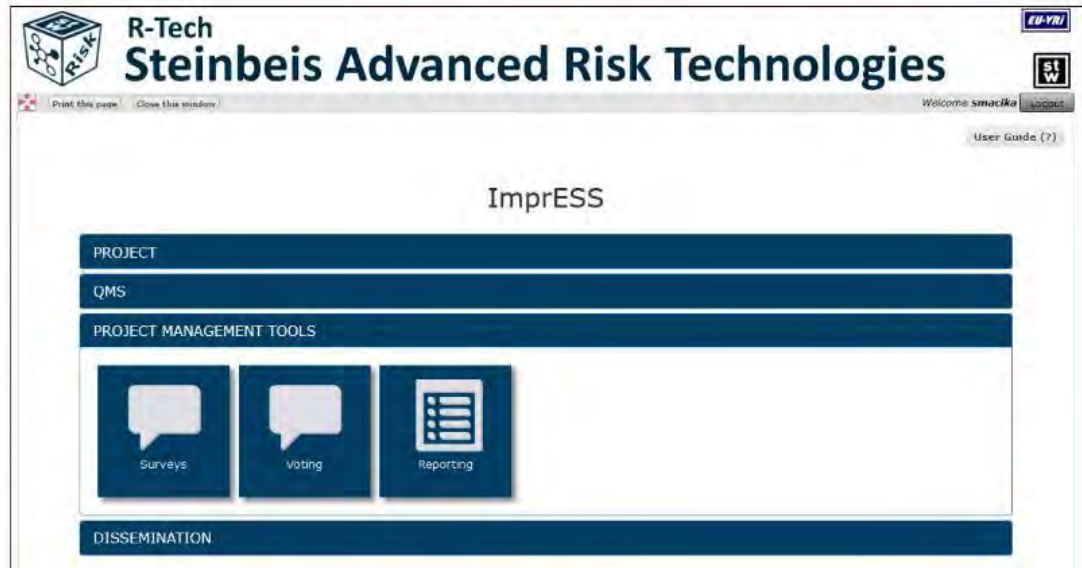 R-Tech
EU-VRi
Steinbeis Advanced Risk Technologies
st
w
Risk
Print this page Close this window
Welcome smacika Logout
User Guide (?)
ImprESS
PROJECT
QMS
PROJECT MANAGEMENT TOOLS
Surveys Voting Reporting
DISSEMINATION